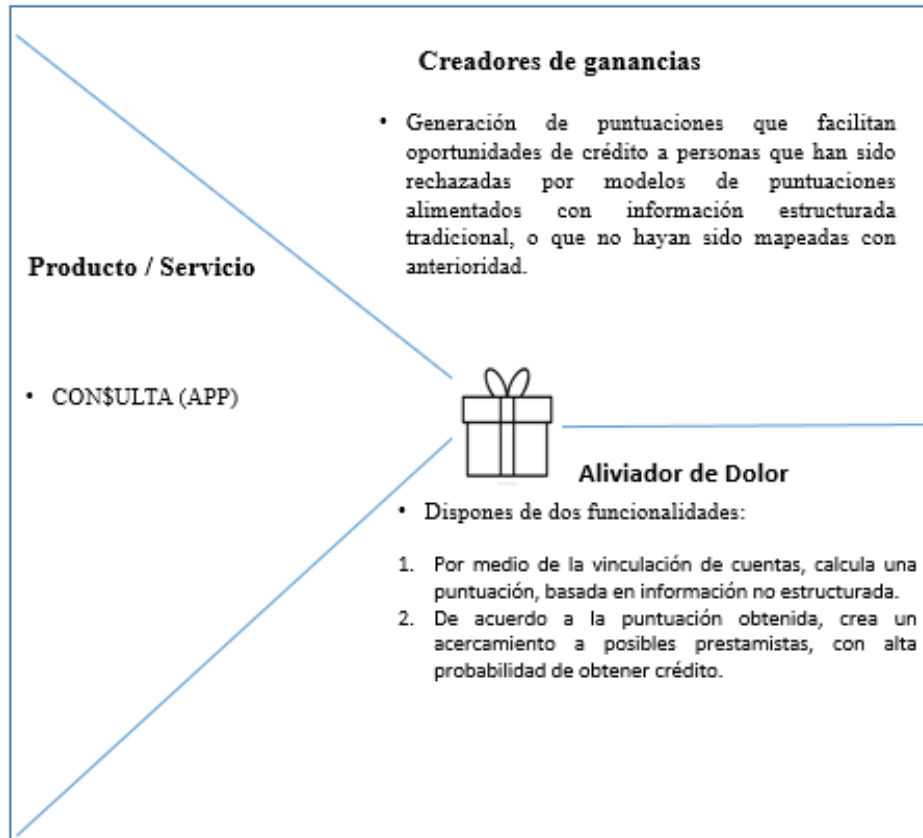 Creadores de ganancias
• Generación de puntuaciones que facilitan
oportunidades de crédito a personas que han sido
rechazadas por modelos de puntuaciones
alimentados con información estructurada
tradicional, o que no hayan sido mapeadas con
anterioridad.
Producto / Servicio
• CON$ULTA (APP)
Aliviador de Dolor
• Dispones de dos funcionalidades:
1. Por medio de la vinculación de cuentas, calcula una
puntuación, basada en información no estructurada.
2. De acuerdo a la puntuación obtenida, crea un
acercamiento a posibles prestamistas, con alta
probabilidad de obtener crédito.